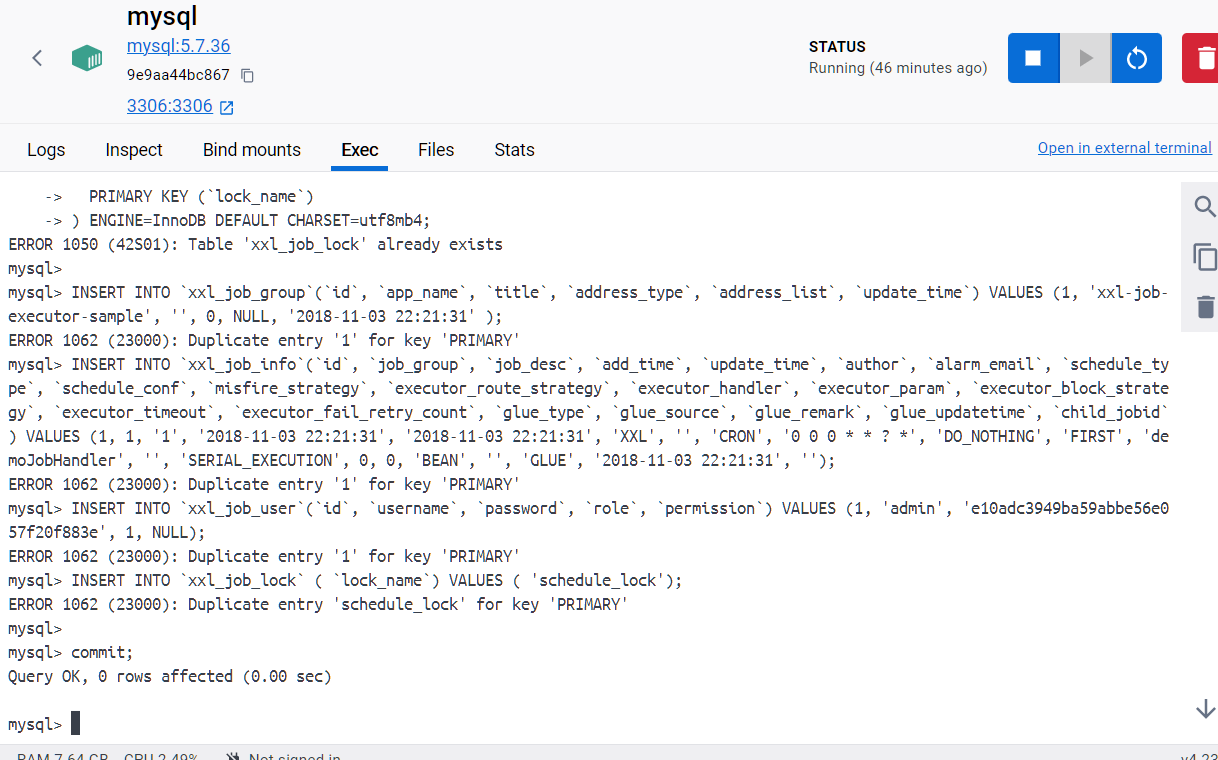 mysql
mysql:5.7.36
9e9aa44bc867
3306:3306
STATUS
Running (46 minutes ago)
Logs Inspect Bind mounts Exec Files Stats
Open in external terminal
    ->   PRIMARY KEY (`lock_name`)
    -> ) ENGINE=InnoDB DEFAULT CHARSET=utf8mb4;
ERROR 1050 (42S01): Table 'xxl_job_lock' already exists
mysql>
mysql> INSERT INTO `xxl_job_group`(`id`, `app_name`, `title`, `address_type`, `address_list`, `update_time`) VALUES (1, 'xxl-job-
executor-sample', '', 0, NULL, '2018-11-03 22:21:31' );
ERROR 1062 (23000): Duplicate entry '1' for key 'PRIMARY'
mysql> INSERT INTO `xxl_job_info`(`id`, `job_group`, `job_desc`, `add_time`, `update_time`, `author`, `alarm_email`, `schedule_ty
pe`, `schedule_conf`, `misfire_strategy`, `executor_route_strategy`, `executor_handler`, `executor_param`, `executor_block_strate
gy`, `executor_timeout`, `executor_fail_retry_count`, `glue_type`, `glue_source`, `glue_remark`, `glue_updatetime`, `child_jobid`
) VALUES (1, 1, '1', '2018-11-03 22:21:31', '2018-11-03 22:21:31', 'XXL', '', 'CRON', '0 0 0 * * ? *', 'DO_NOTHING', 'FIRST', 'de
moJobHandler', '', 'SERIAL_EXECUTION', 0, 0, 'BEAN', '', 'GLUE', '2018-11-03 22:21:31', '');
ERROR 1062 (23000): Duplicate entry '1' for key 'PRIMARY'
mysql> INSERT INTO `xxl_job_user`(`id`, `username`, `password`, `role`, `permission`) VALUES (1, 'admin', 'e10adc3949ba59abbe56e0
57f20f883e', 1, NULL);
ERROR 1062 (23000): Duplicate entry '1' for key 'PRIMARY'
mysql> INSERT INTO `xxl_job_lock` ( `lock_name`) VALUES ( 'schedule_lock');
ERROR 1062 (23000): Duplicate entry 'schedule_lock' for key 'PRIMARY'
mysql>
mysql> commit;
Query OK, 0 rows affected (0.00 sec)
mysql>
RAM 7.64 GB CPU 2.49% Not signed in v4.23